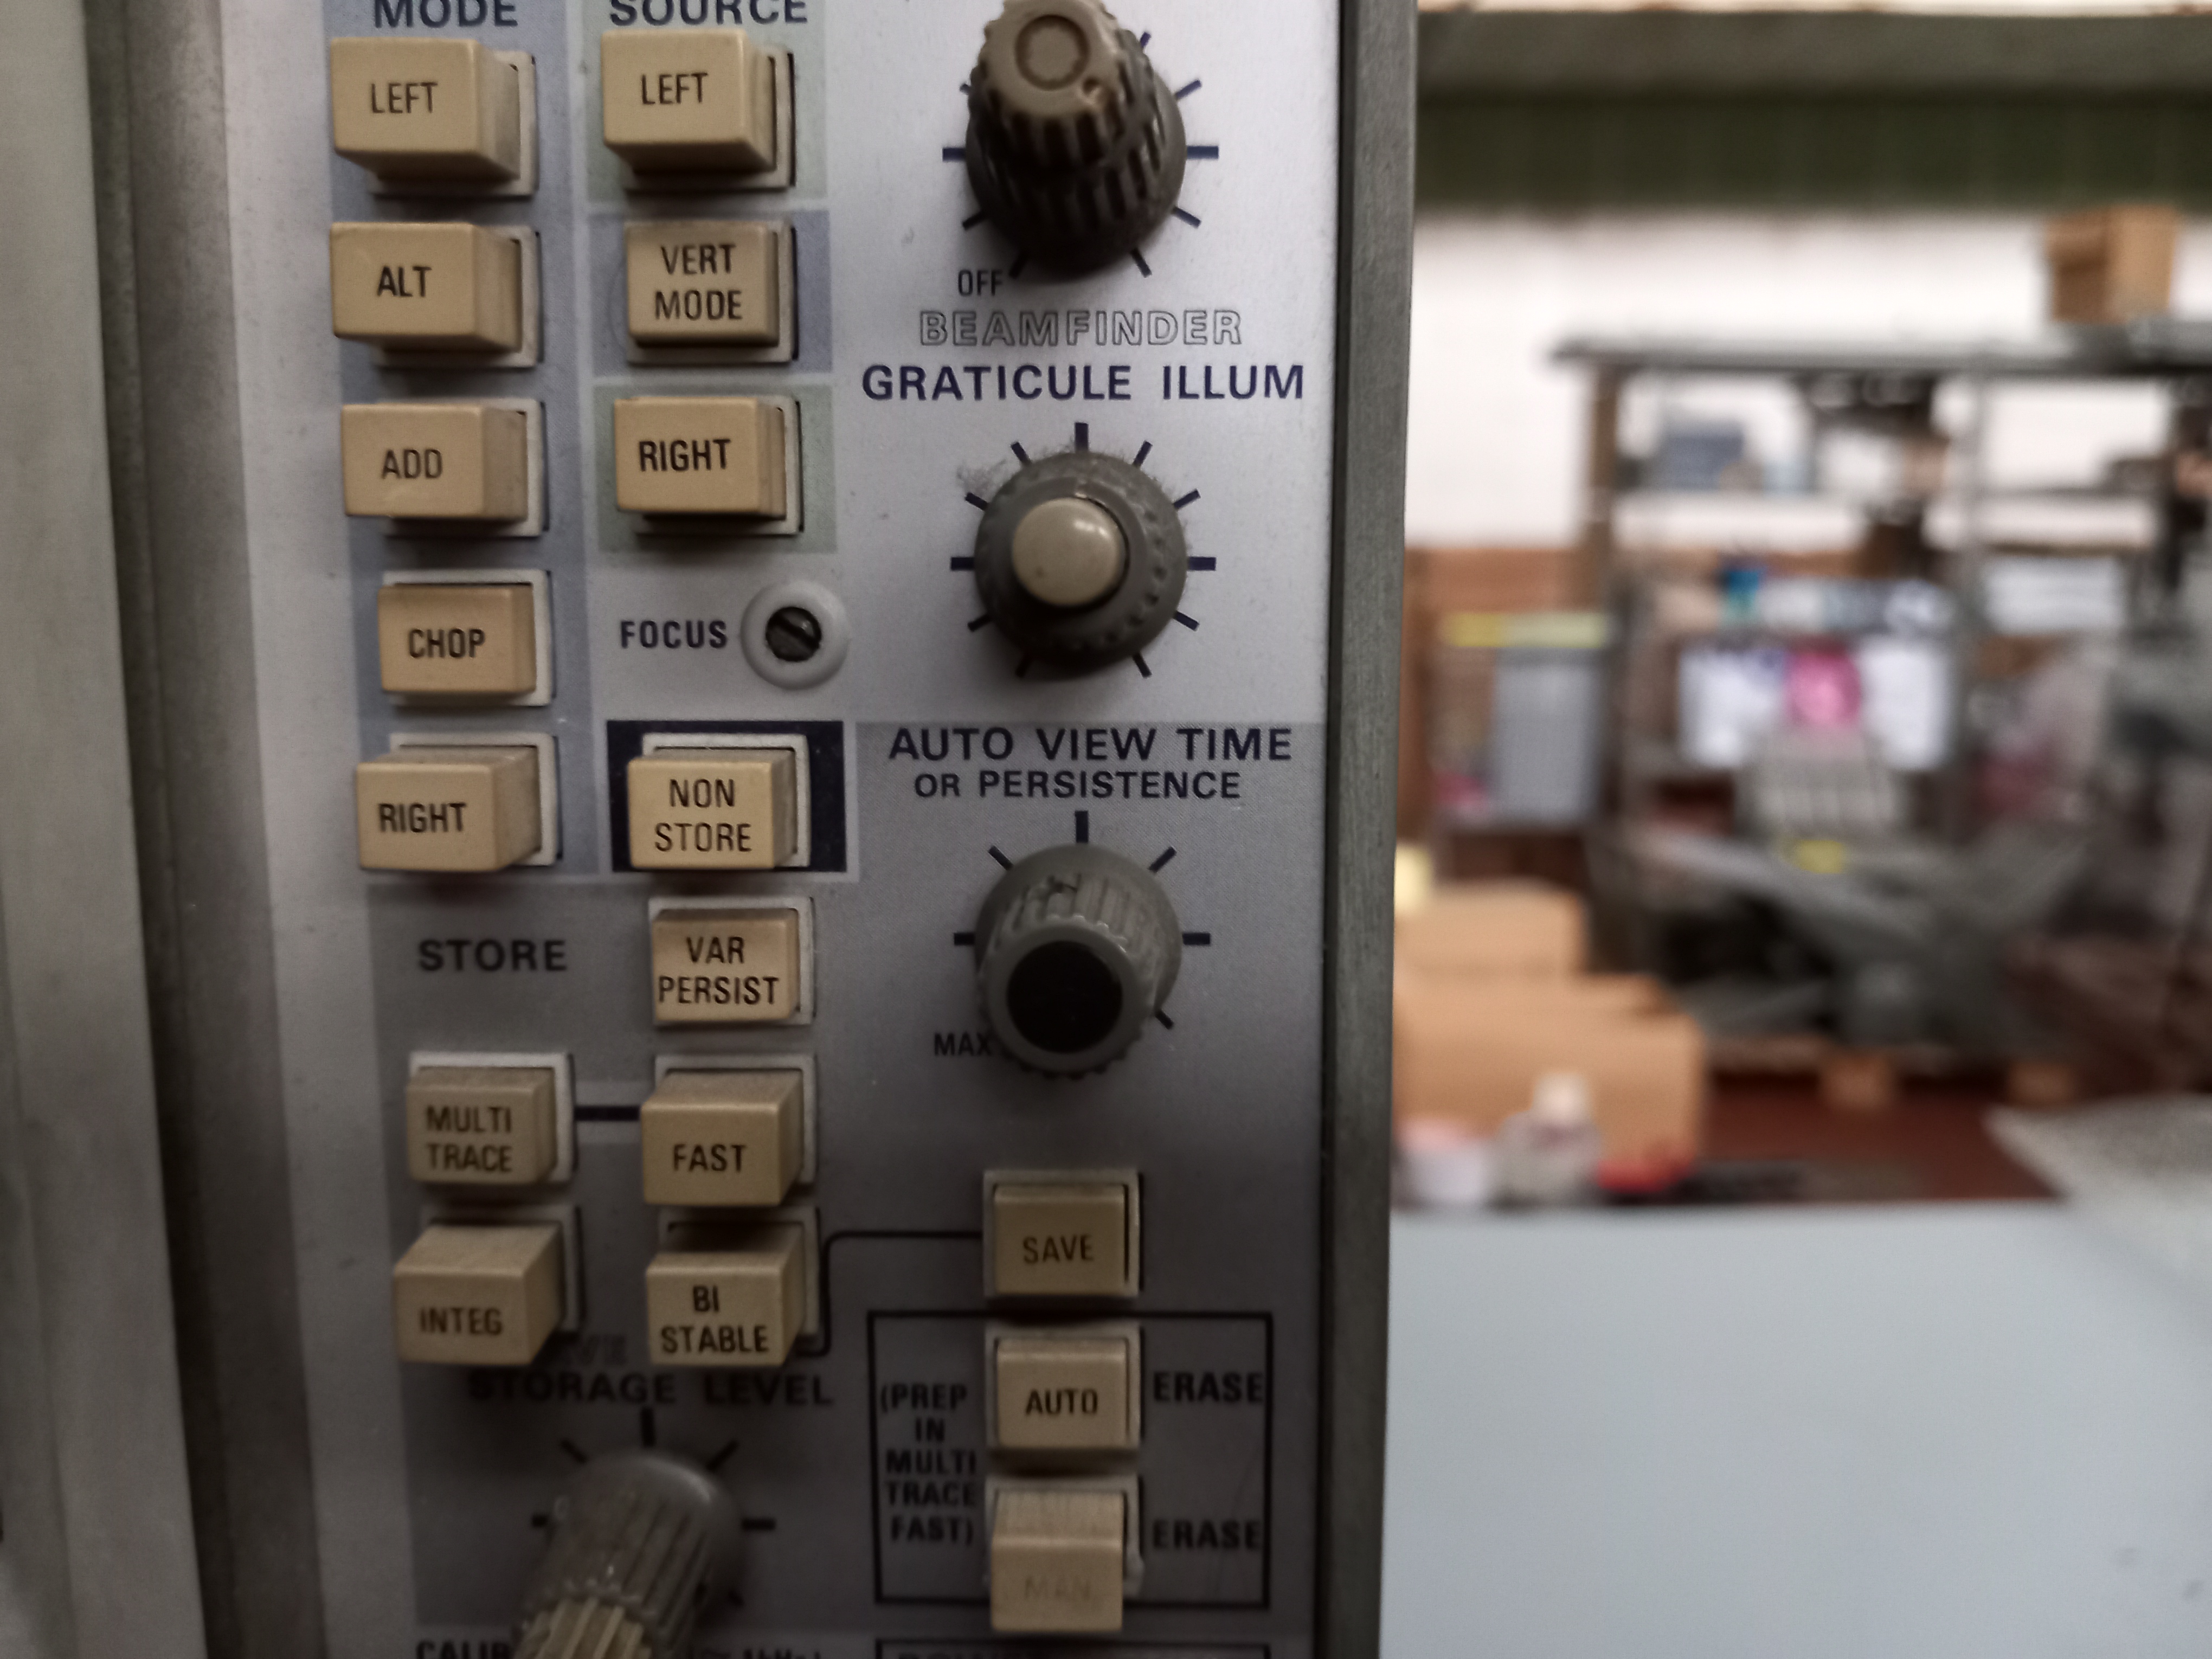 MODE
SOURCE
LEFT
LEFT
ALT
VERT
MODE
OFF
BEAMFINDER
GRATICULE ILLUM
ADD
RIGHT
CHOP
FOCUS
RIGHT
NON
STORE
AUTO VIEW TIME
OR PERSISTENCE
STORE
VAR
PERSIST
MAX
MULTI
TRACE
FAST
INTEG
BI
STABLE
SAVE
STORAGE LEVEL
(PREP
IN
MULTI
TRACE
FAST)
AUTO
ERASE
MAN
ERASE